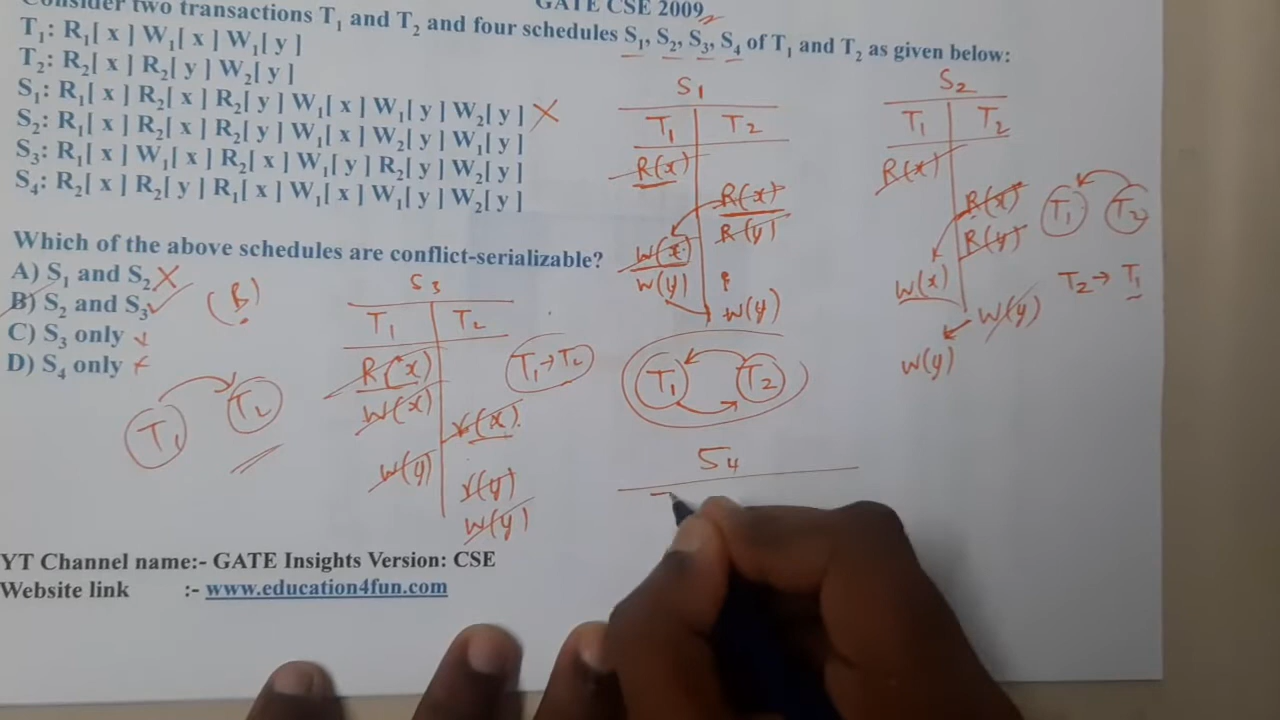 GATE CSE 2009
Consider two transactions T1 and T2 and four schedules S1, S2, S3, S4 of T1 and T2 as given below:
T1: R1[ x ] W1[ x ] W1[ y ]
T2: R2[ x ] R2[ y ] W2[ y ]
S1: R1[ x ] R2[ x ] R2[ y ] W1[ x ] W1[ y ] W2[ y ] X
S2: R1[ x ] R2[ x ] R2[ y ] W1[ x ] W2[ y ] W1[ y ]
S3: R1[ x ] W1[ x ] R2[ x ] W1[ y ] R2[ y ] W2[ y ]
S4: R2[ x ] R2[ y ] R1[ x ] W1[ x ] W1[ y ] W2[ y ]
Which of the above schedules are conflict-serializable?
A) S1 and S2 X
B) S2 and S3 ✓ (B)
C) S3 only
D) S4 only
T1 T2
S3
T1 T2
R(x)
W(x)
r(x)
W(y)
r(y)
W(y)
T1→T2
S1
T1 T2
R(x)
R(x)
R(y)
W(x)
W(y)
W(y)
T1 T2
S2
T1 T2
R(x)
R(x)
R(y)
W(x)
W(y)
W(y)
T1 T2
T2→T1
S4
YT Channel name:- GATE Insights Version: CSE
Website link :- www.education4fun.com